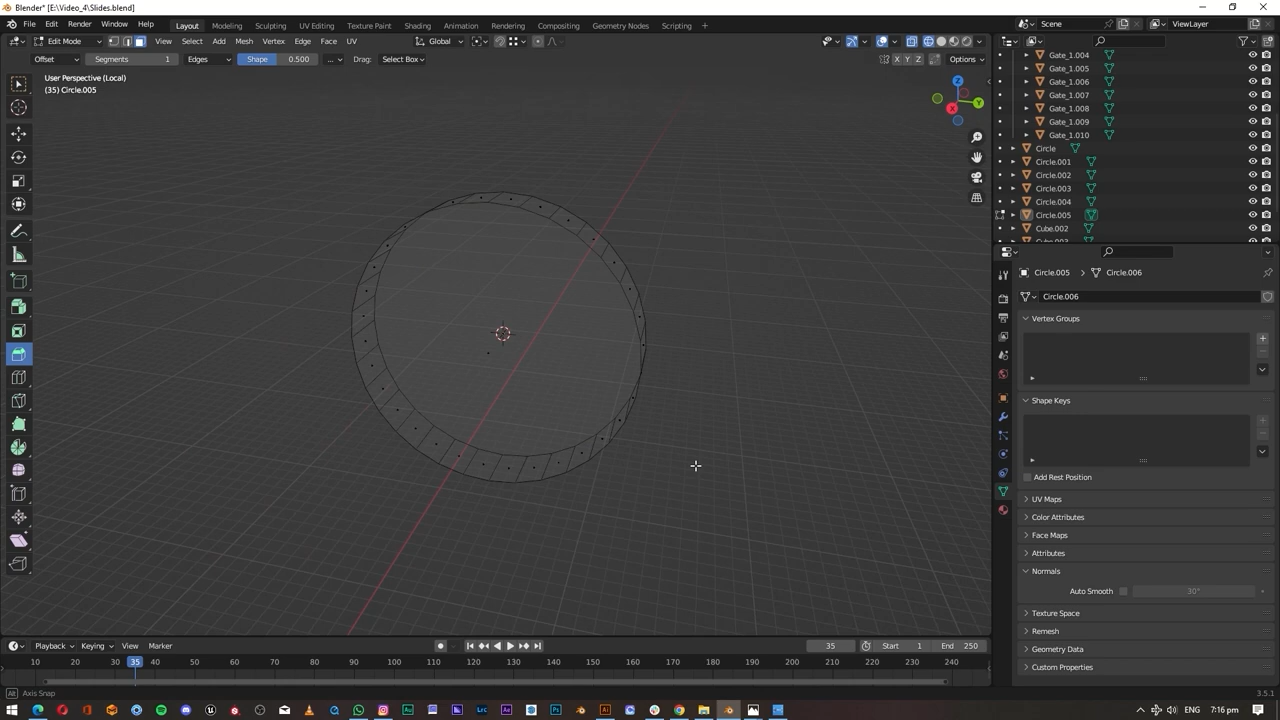 Blender* [E:\Video_4\Slides.blend]
File Edit Render Window Help Layout Modeling Sculpting UV Editing Texture Paint Shading Animation Rendering Compositing Geometry Nodes Scripting + Scene ViewLayer
Edit Mode View Select Add Mesh Vertex Edge Face UV Global
Offset Segments 1 Edges Shape 0.500 ... Drag: Select Box X Y Z Options
User Perspective (Local)
(35) Circle.005
Z
Y
X
Gate_1.004
Gate_1.005
Gate_1.006
Gate_1.007
Gate_1.008
Gate_1.009
Gate_1.010
Circle
Circle.001
Circle.002
Circle.003
Circle.004
Circle.005
Cube.002
Cube.003
Circle.005 > Circle.006
Circle.006
Vertex Groups
Shape Keys
Add Rest Position
UV Maps
Color Attributes
Face Maps
Attributes
Normals
Auto Smooth 30°
Texture Space
Remesh
Geometry Data
Custom Properties
Playback Keying View Marker 35 Start 1 End 250
10 20 30 35 40 50 60 70 80 90 100 110 120 130 140 150 160 170 180 190 200 210 220 230 240
Alt Axis Snap 3.5.1
Au Lrc Ae Ps Ai ENG 7:16 pm